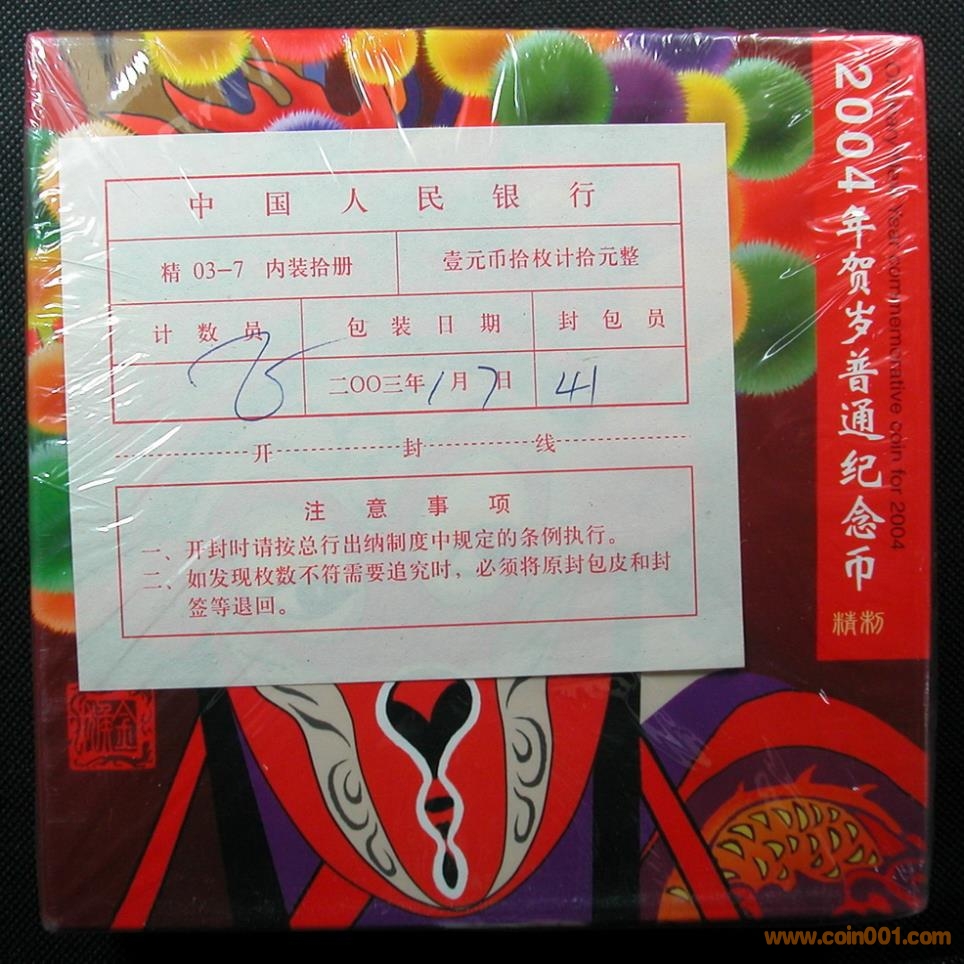 中国人民银行
精 03-7 内装拾册
壹元币拾枚计拾元整
计数员
包装日期
封包员
二〇〇三年1月7日
41
开封线
注意事项
一、开封时请按总行出纳制度中规定的条例执行。
二、如发现枚数不符需要追究时，必须将原封包皮和封
签等退回。
2004年贺岁普通纪念币
精制
Year commemorative coin for 2004
www.coin001.com